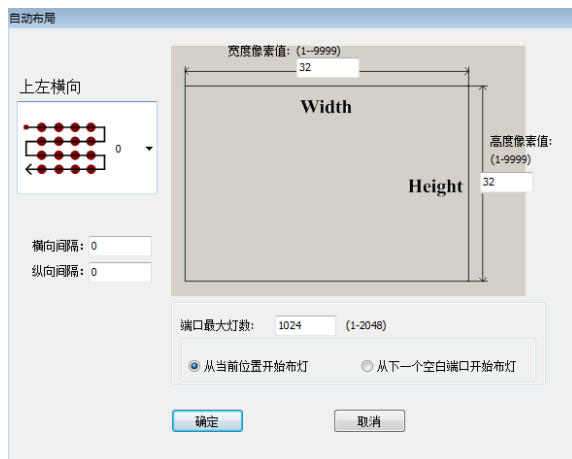 自动布局
宽度像素值: (1--9999)
32
上左横向
Width
0
高度像素值:
(1-9999)
Height
32
横向间隔: 0
纵向间隔: 0
端口最大灯数: 1024 (1-2048)
从当前位置开始布灯 从下一个空白端口开始布灯
确定 取消